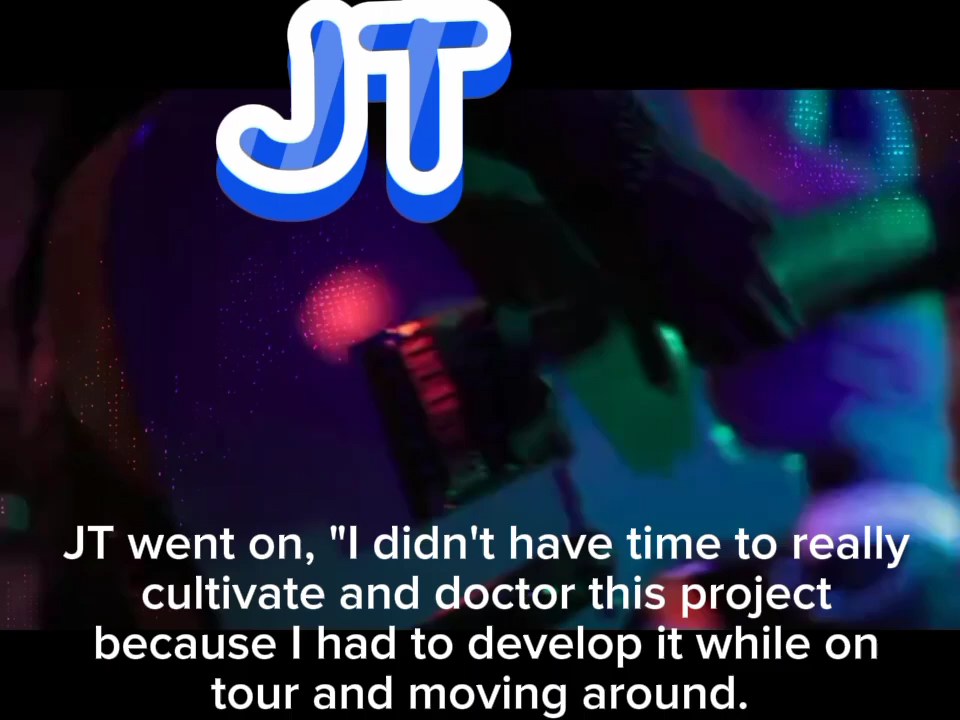 JT
JT went on, "I didn't have time to really
cultivate and doctor this project
because I had to develop it while on
tour and moving around.